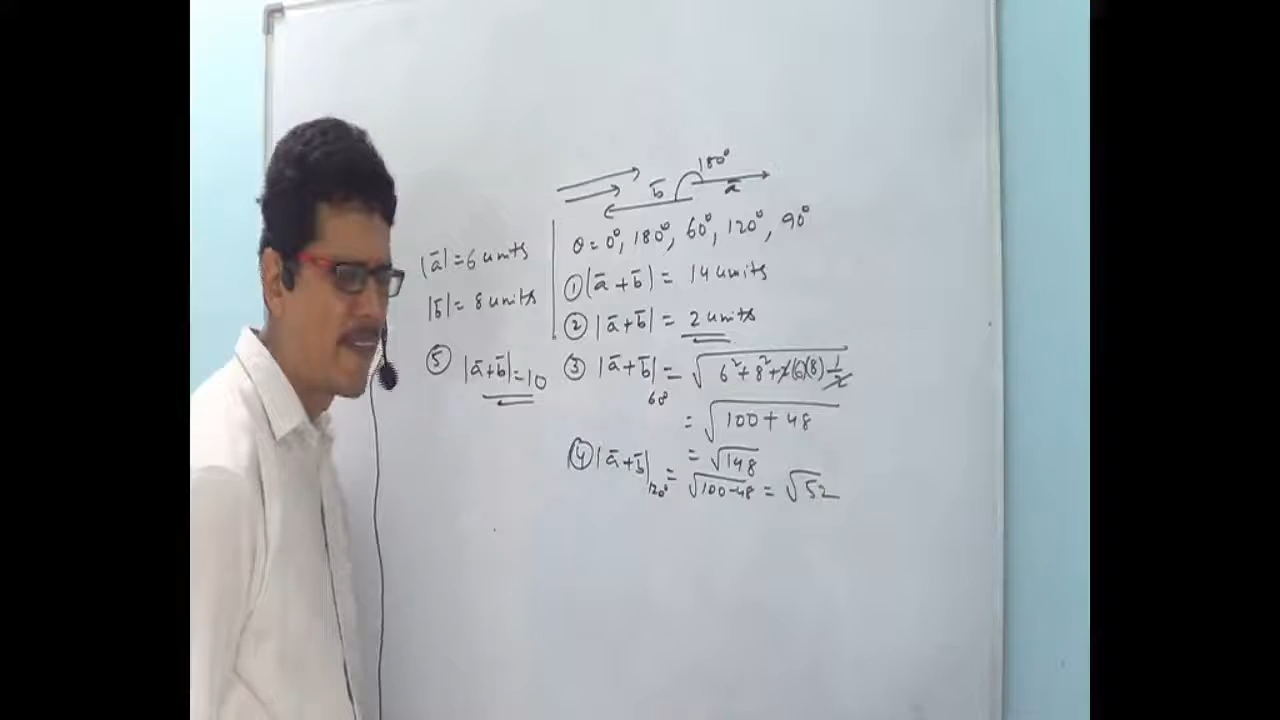 180°
b̄ ā
θ = 0°, 180°, 60°, 120°, 90°
|ā| = 6 units
|b̄| = 8 units
① |ā + b̄| = 14 units
② |ā + b̄| = 2 units
③ |ā + b̄|60° = √(6² + 8² + 2(6)(8) 1/2)
= √(100 + 48)
= √148
④ |ā + b̄|120° = √(100-48) = √52
⑤ |ā + b̄| = 10